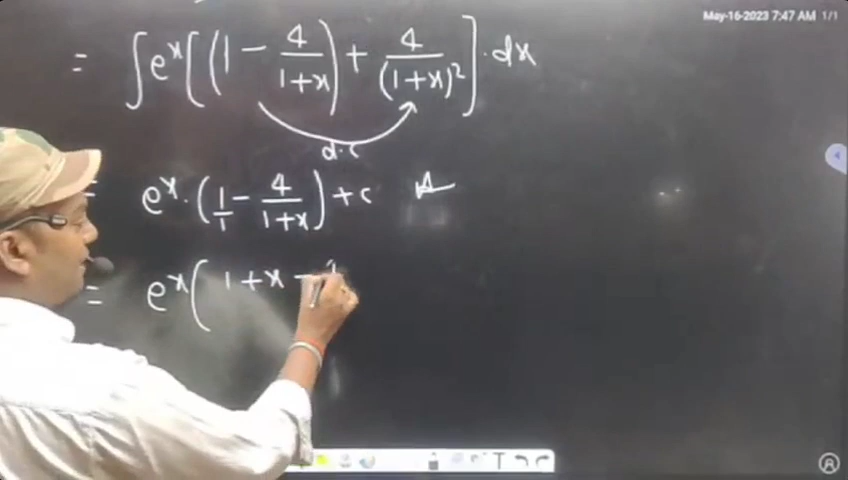 May-16-2023 7:47 AM 1/1
= ∫ eˣ [ (1 − 4/(1+x)) + 4/(1+x)² ] · dx
d·c
= eˣ · (1/1 − 4/(1+x)) + c A
= eˣ ( 1 + x −